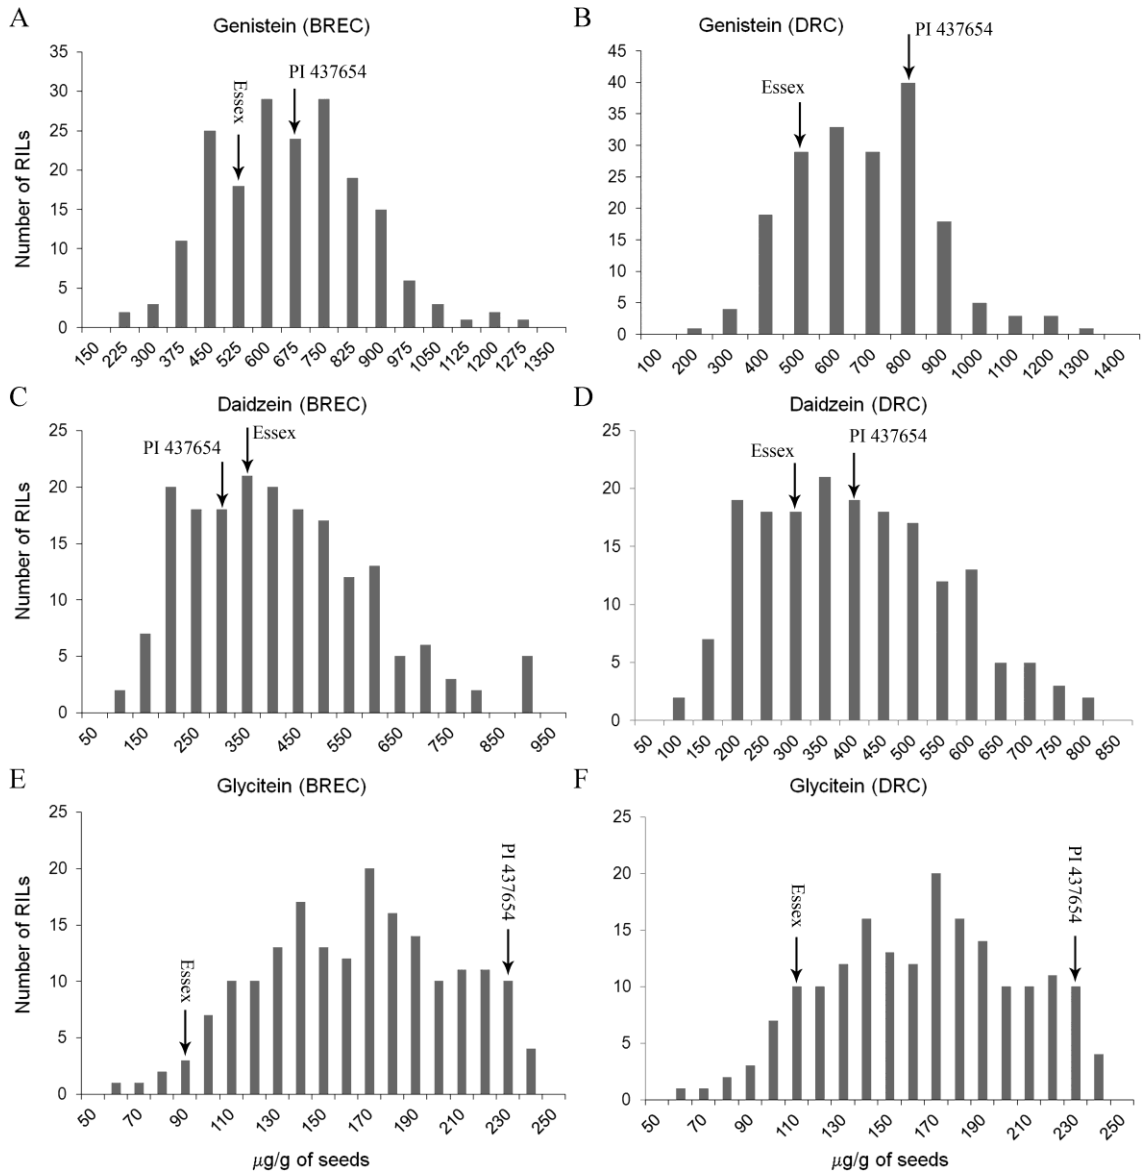 A
Genistein (BREC)
Number of RILs
35
30
25
20
15
10
5
0
Essex
PI 437654
150 225 300 375 450 525 600 675 750 825 900 975 1050 1125 1200 1275 1350
B
Genistein (DRC)
PI 437654
Essex
45
40
35
30
25
20
15
10
5
0
100 200 300 400 500 600 700 800 900 1000 1100 1200 1300 1400
C
Daidzein (BREC)
Number of RILs
25
20
15
10
5
0
PI 437654
Essex
50 150 250 350 450 550 650 750 850 950
D
Daidzein (DRC)
25
20
15
10
5
0
Essex
PI 437654
50 100 150 200 250 300 350 400 450 500 550 600 650 700 750 800 850
E
Glycitein (BREC)
Number of RILs
25
20
15
10
5
0
Essex
PI 437654
50 70 90 110 130 150 170 190 210 230 250
µg/g of seeds
F
Glycitein (DRC)
25
20
15
10
5
0
Essex
PI 437654
50 70 90 110 130 150 170 190 210 230 250
µg/g of seeds